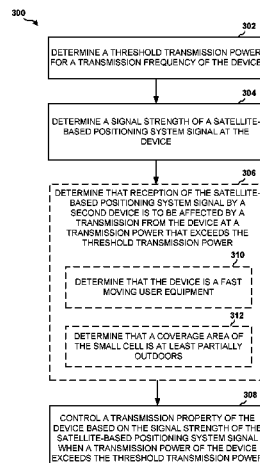 300
302
DETERMINE A THRESHOLD TRANSMISSION POWER
FOR A TRANSMISSION FREQUENCY OF THE DEVICE
304
DETERMINE A SIGNAL STRENGTH OF A SATELLITE-
BASED POSITIONING SYSTEM SIGNAL AT THE
DEVICE
306
DETERMINE THAT RECEPTION OF THE SATELLITE-
BASED POSITIONING SYSTEM SIGNAL BY A
SECOND DEVICE IS TO BE AFFECTED BY A
TRANSMISSION FROM THE DEVICE AT A
TRANSMISSION POWER THAT EXCEEDS THE
THRESHOLD TRANSMISSION POWER
310
DETERMINE THAT THE DEVICE IS A FAST
MOVING USER EQUIPMENT
312
DETERMINE THAT A COVERAGE AREA OF
THE SMALL CELL IS AT LEAST PARTIALLY
OUTDOORS
308
CONTROL A TRANSMISSION PROPERTY OF THE
DEVICE BASED ON THE SIGNAL STRENGTH OF THE
SATELLITE-BASED POSITIONING SYSTEM SIGNAL
WHEN A TRANSMISSION POWER OF THE DEVICE
EXCEEDS THE THRESHOLD TRANSMISSION POWER